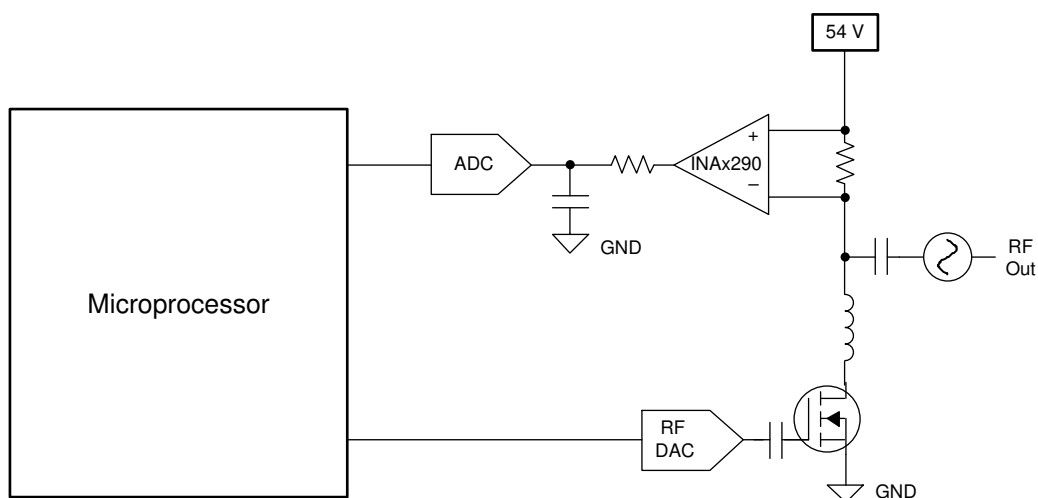 54 V
ADC
+
INAx290
–
GND
RF
Out
Microprocessor
RF
DAC
GND